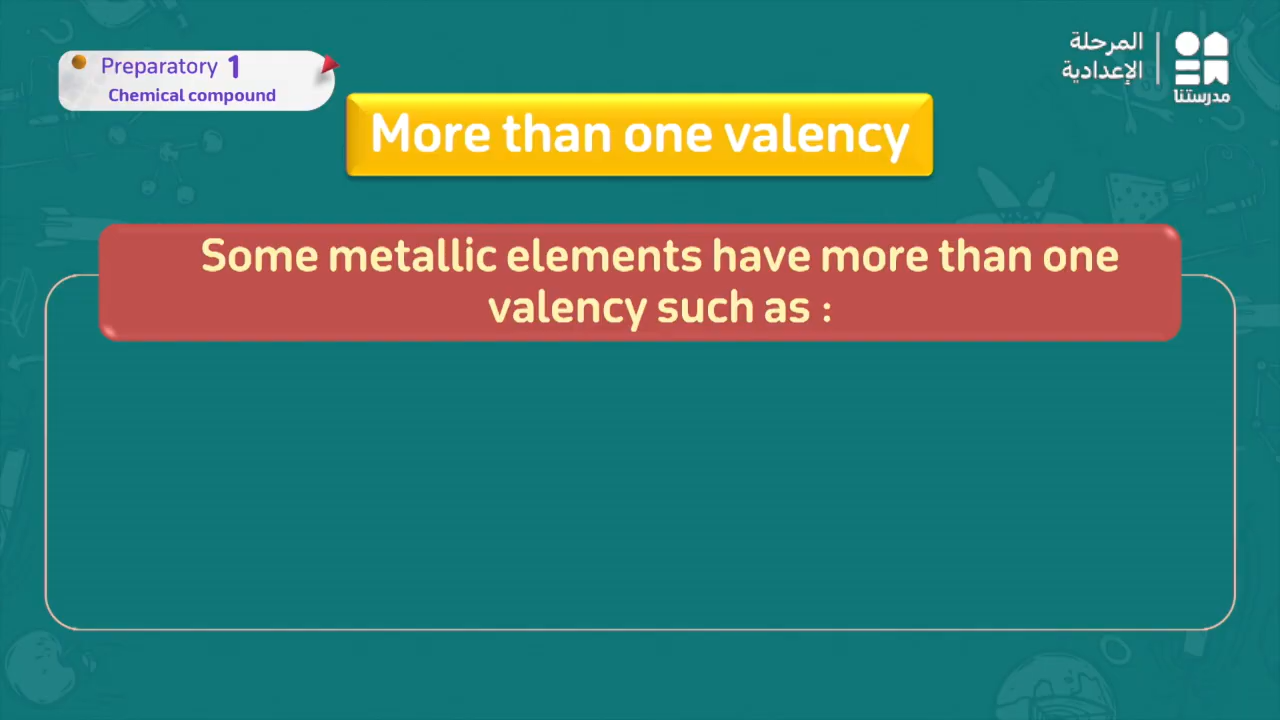 Preparatory 1
Chemical compound
المرحلة
الإعدادية
مدرستنا
More than one valency
Some metallic elements have more than one
valency such as :